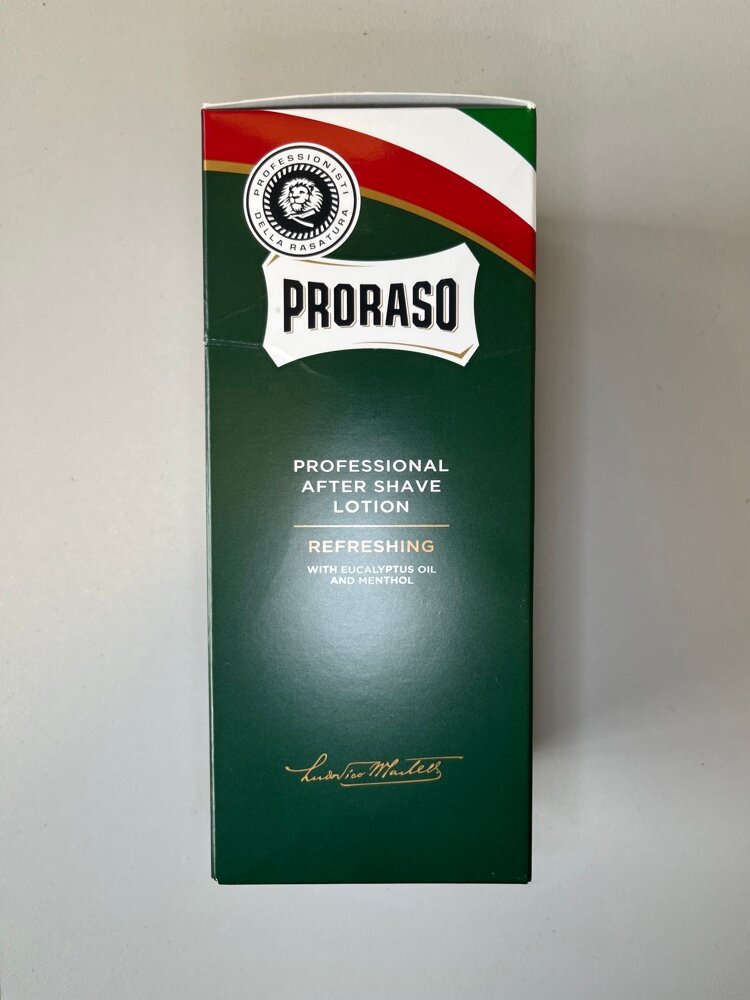 PROFESSIONISTI
DELLA RASATURA
PRORASO
PROFESSIONAL
AFTER SHAVE
LOTION
REFRESHING
WITH EUCALYPTUS OIL
AND MENTHOL
Ludovico Martelli